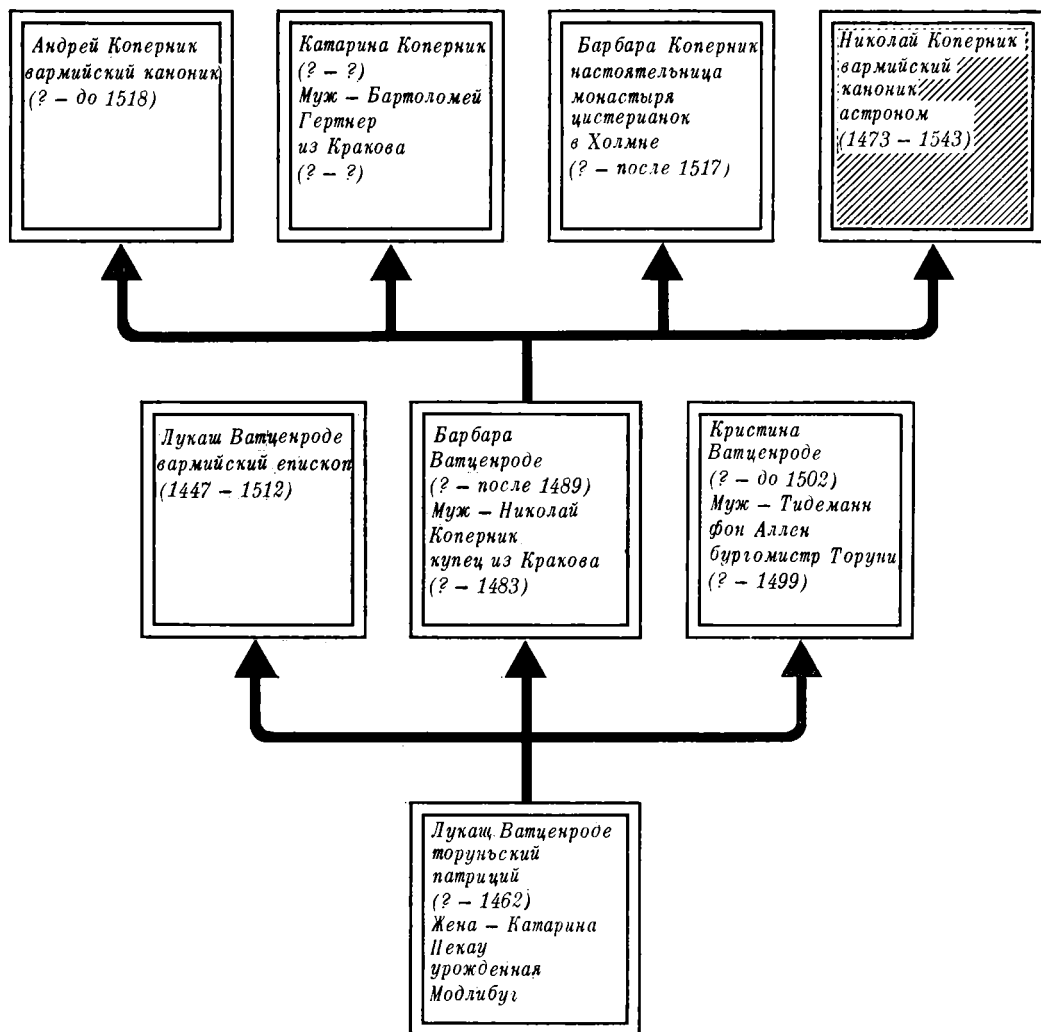 Андрей Коперник
вармийский каноник
(? – до 1518)
Катарина Коперник
(? – ?)
Муж – Бартоломей
Гертнер
из Кракова
(? – ?)
Барбара Коперник
настоятельница
монастыря
цистерианок
в Холмне
(? – после 1517)
Николай Коперник
вармийский
каноник
астроном
(1473 – 1543)
Лукаш Ватценроде
вармийский епископ
(1447 – 1512)
Барбара
Ватценроде
(? – после 1489)
Муж – Николай
Коперник
купец из Кракова
(? – 1483)
Кристина
Ватценроде
(? – до 1502)
Муж – Тидеманн
фон Аллен
бургомистр Торуни
(? – 1499)
Лукащ Ватценроде
торуньский
патриций
(? – 1462)
Жена – Катарина
Пекау
урожденная
Модлибуг